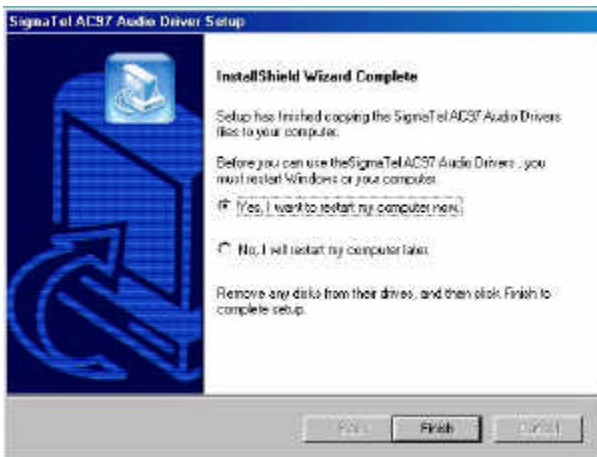 SigmaTel AC97 Audio Driver Setup
InstallShield Wizard Complete
Setup has finished copying the SigmaTel AC97 Audio Drivers
files to your computer.
Before you can use theSigmaTel AC97 Audio Drivers , you
must restart Windows or your computer.
Yes, I want to restart my computer now.
No, I will restart my computer later.
Remove any disks from their drives, and then click Finish to
complete setup.
Finish
Cancel